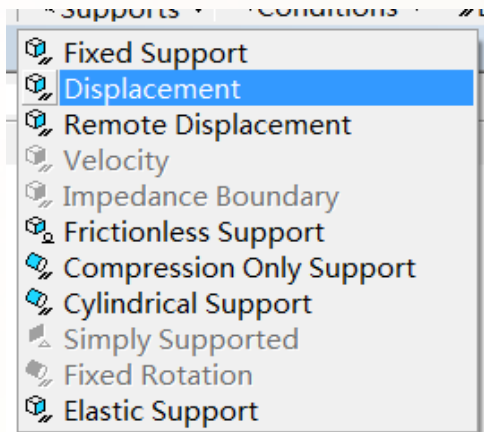 Supports
Conditions
Fixed Support
Displacement
Remote Displacement
Velocity
Impedance Boundary
Frictionless Support
Compression Only Support
Cylindrical Support
Simply Supported
Fixed Rotation
Elastic Support